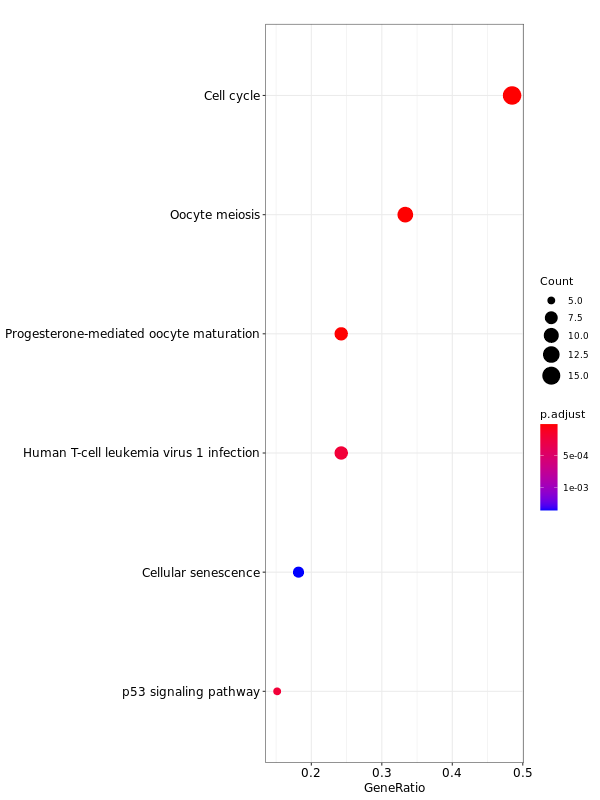 Cell cycle
Oocyte meiosis
Progesterone-mediated oocyte maturation
Human T-cell leukemia virus 1 infection
Cellular senescence
p53 signaling pathway
0.2 0.3 0.4 0.5
GeneRatio
Count
5.0
7.5
10.0
12.5
15.0
p.adjust
5e-04
1e-03